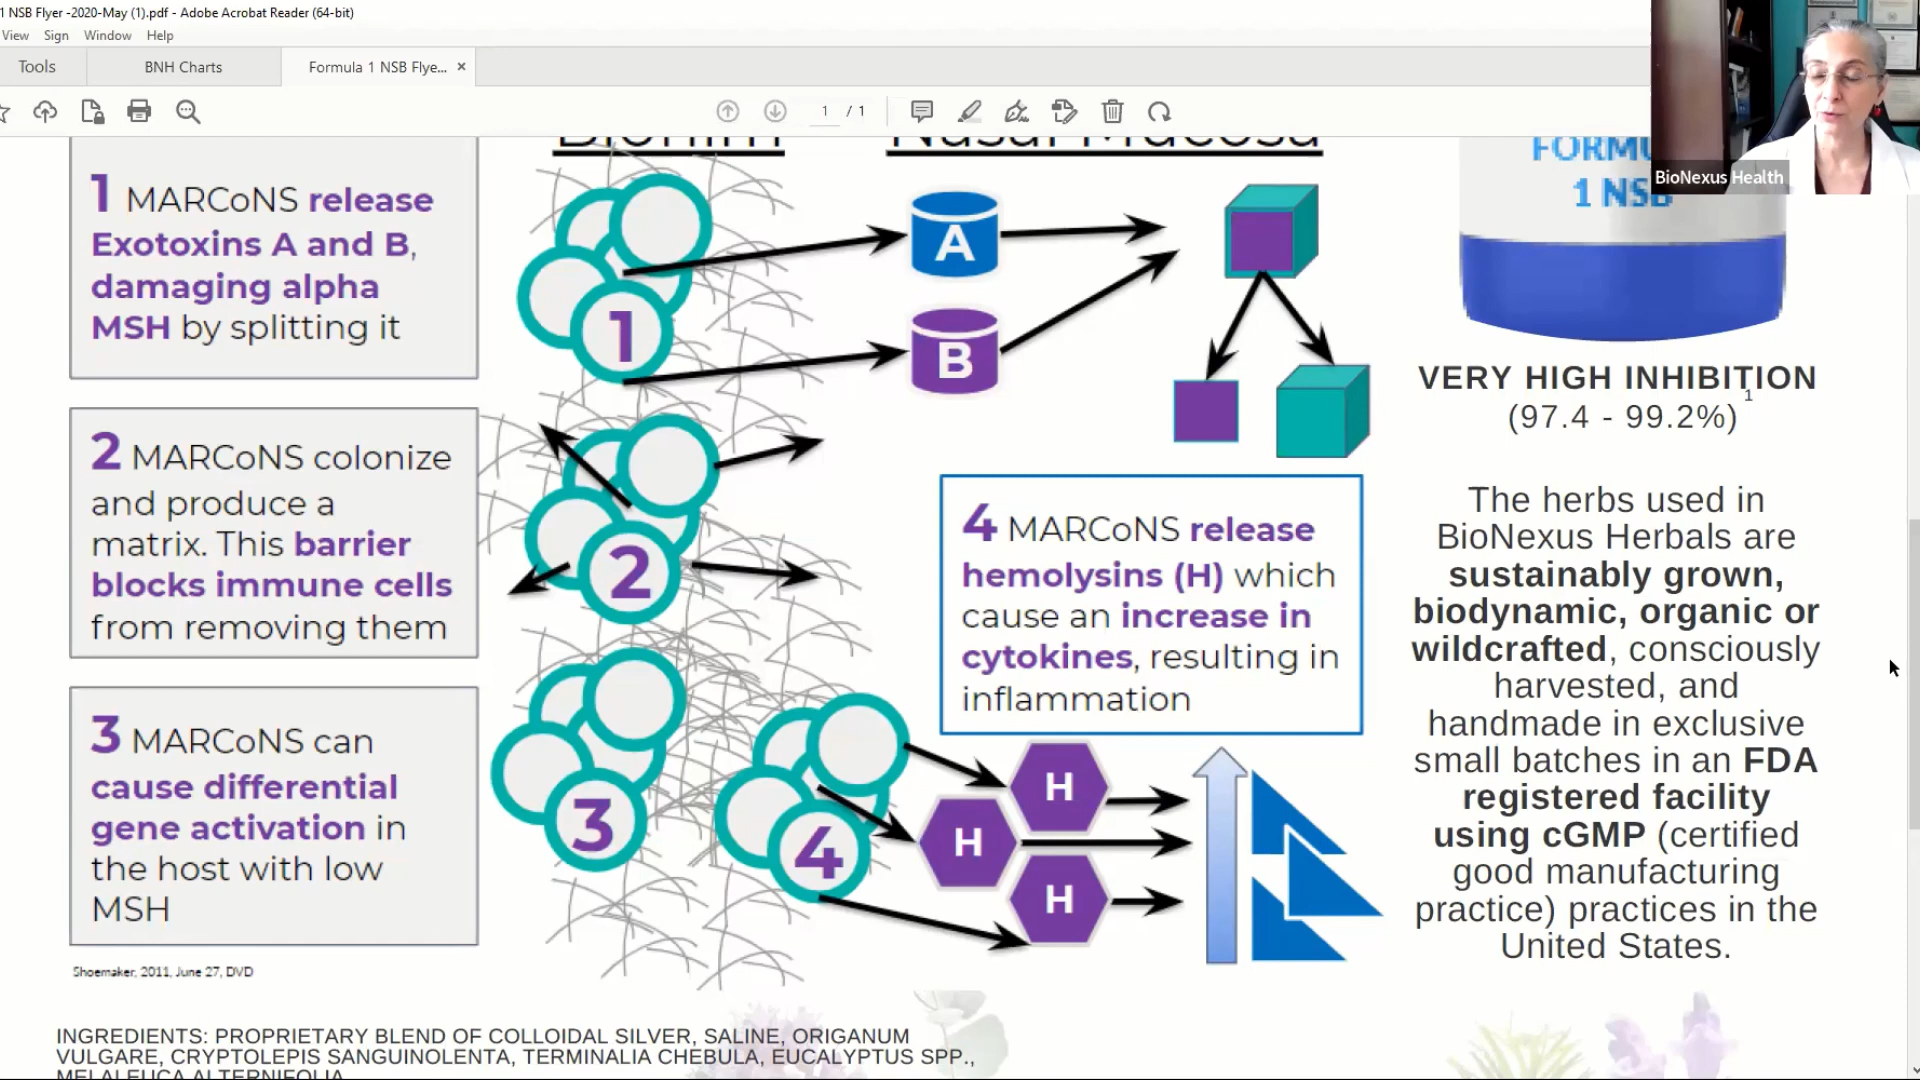 1 NSB Flyer -2020-May (1).pdf - Adobe Acrobat Reader (64-bit)
View Sign Window Help
Tools
BNH Charts
Formula 1 NSB Flye... ×
1 / 1
BioNexus Health
Biofilm
Nasal Mucosa
1 MARCoNS release
Exotoxins A and B,
damaging alpha
MSH by splitting it
1
A
B
2 MARCoNS colonize
and produce a
matrix. This barrier
blocks immune cells
from removing them
2
3 MARCoNS can
cause differential
gene activation in
the host with low
MSH
3
4 MARCoNS release
hemolysins (H) which
cause an increase in
cytokines, resulting in
inflammation
4
H
H
H
Shoemaker, 2011, June 27, DVD
1 NSB
VERY HIGH INHIBITION
(97.4 - 99.2%)1
The herbs used in
BioNexus Herbals are
sustainably grown,
biodynamic, organic or
wildcrafted, consciously
harvested, and
handmade in exclusive
small batches in an FDA
registered facility
using cGMP (certified
good manufacturing
practice) practices in the
United States.
INGREDIENTS: PROPRIETARY BLEND OF COLLOIDAL SILVER, SALINE, ORIGANUM
VULGARE, CRYPTOLEPIS SANGUINOLENTA, TERMINALIA CHEBULA, EUCALYPTUS SPP.,
MELALEUCA ALTERNIFOLIA